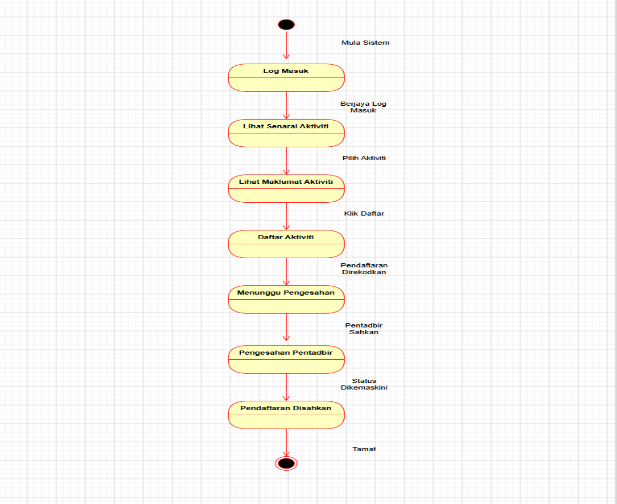 Mula Sistem
Log Masuk
Berjaya Log
Masuk
Lihat Senarai Aktiviti
Pilih Aktiviti
Lihat Maklumat Aktiviti
Klik Daftar
Daftar Aktiviti
Pendaftaran
Direkodkan
Menunggu Pengesahan
Pentadbir
Sahkan
Pengesahan Pentadbir
Status
Dikemaskini
Pendaftaran Disahkan
Tamat